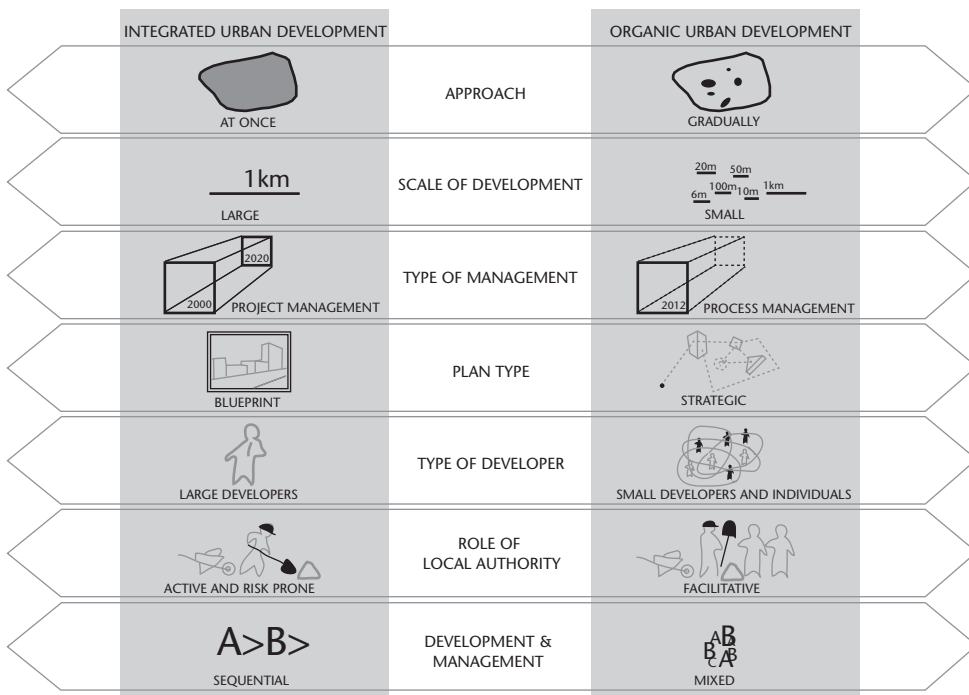 INTEGRATED URBAN DEVELOPMENT
ORGANIC URBAN DEVELOPMENT
AT ONCE
APPROACH
GRADUALLY
1km
LARGE
SCALE OF DEVELOPMENT
20m 50m
6m 100m 10m 1km
SMALL
2020
2000
PROJECT MANAGEMENT
TYPE OF MANAGEMENT
2012
PROCESS MANAGEMENT
BLUEPRINT
PLAN TYPE
STRATEGIC
LARGE DEVELOPERS
TYPE OF DEVELOPER
SMALL DEVELOPERS AND INDIVIDUALS
ACTIVE AND RISK PRONE
ROLE OF
LOCAL AUTHORITY
FACILITATIVE
A>B>
SEQUENTIAL
DEVELOPMENT &
MANAGEMENT
A B A
B C A B
MIXED